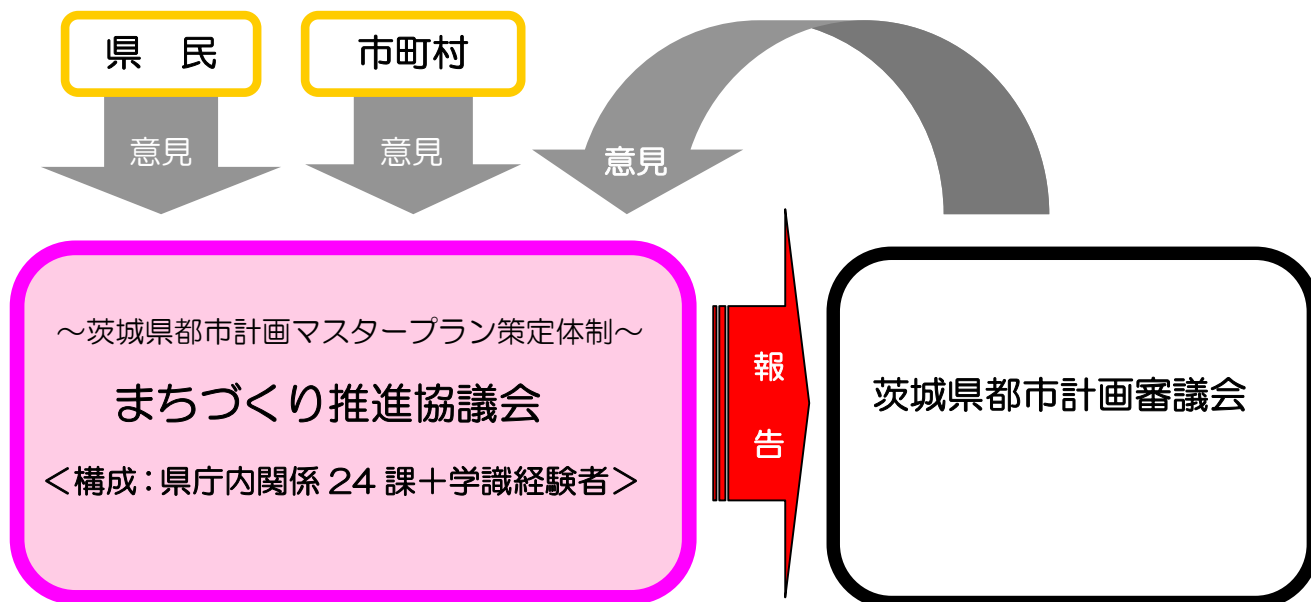 県　民
市町村
意見
意見
意見
～茨城県都市計画マスタープラン策定体制～
まちづくり推進協議会
＜構成：県庁内関係 24 課＋学識経験者＞
報
告
茨城県都市計画審議会